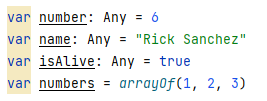 var number: Any = 6
var name: Any = "Rick Sanchez"
var isAlive: Any = true
var numbers = arrayOf(1, 2, 3)